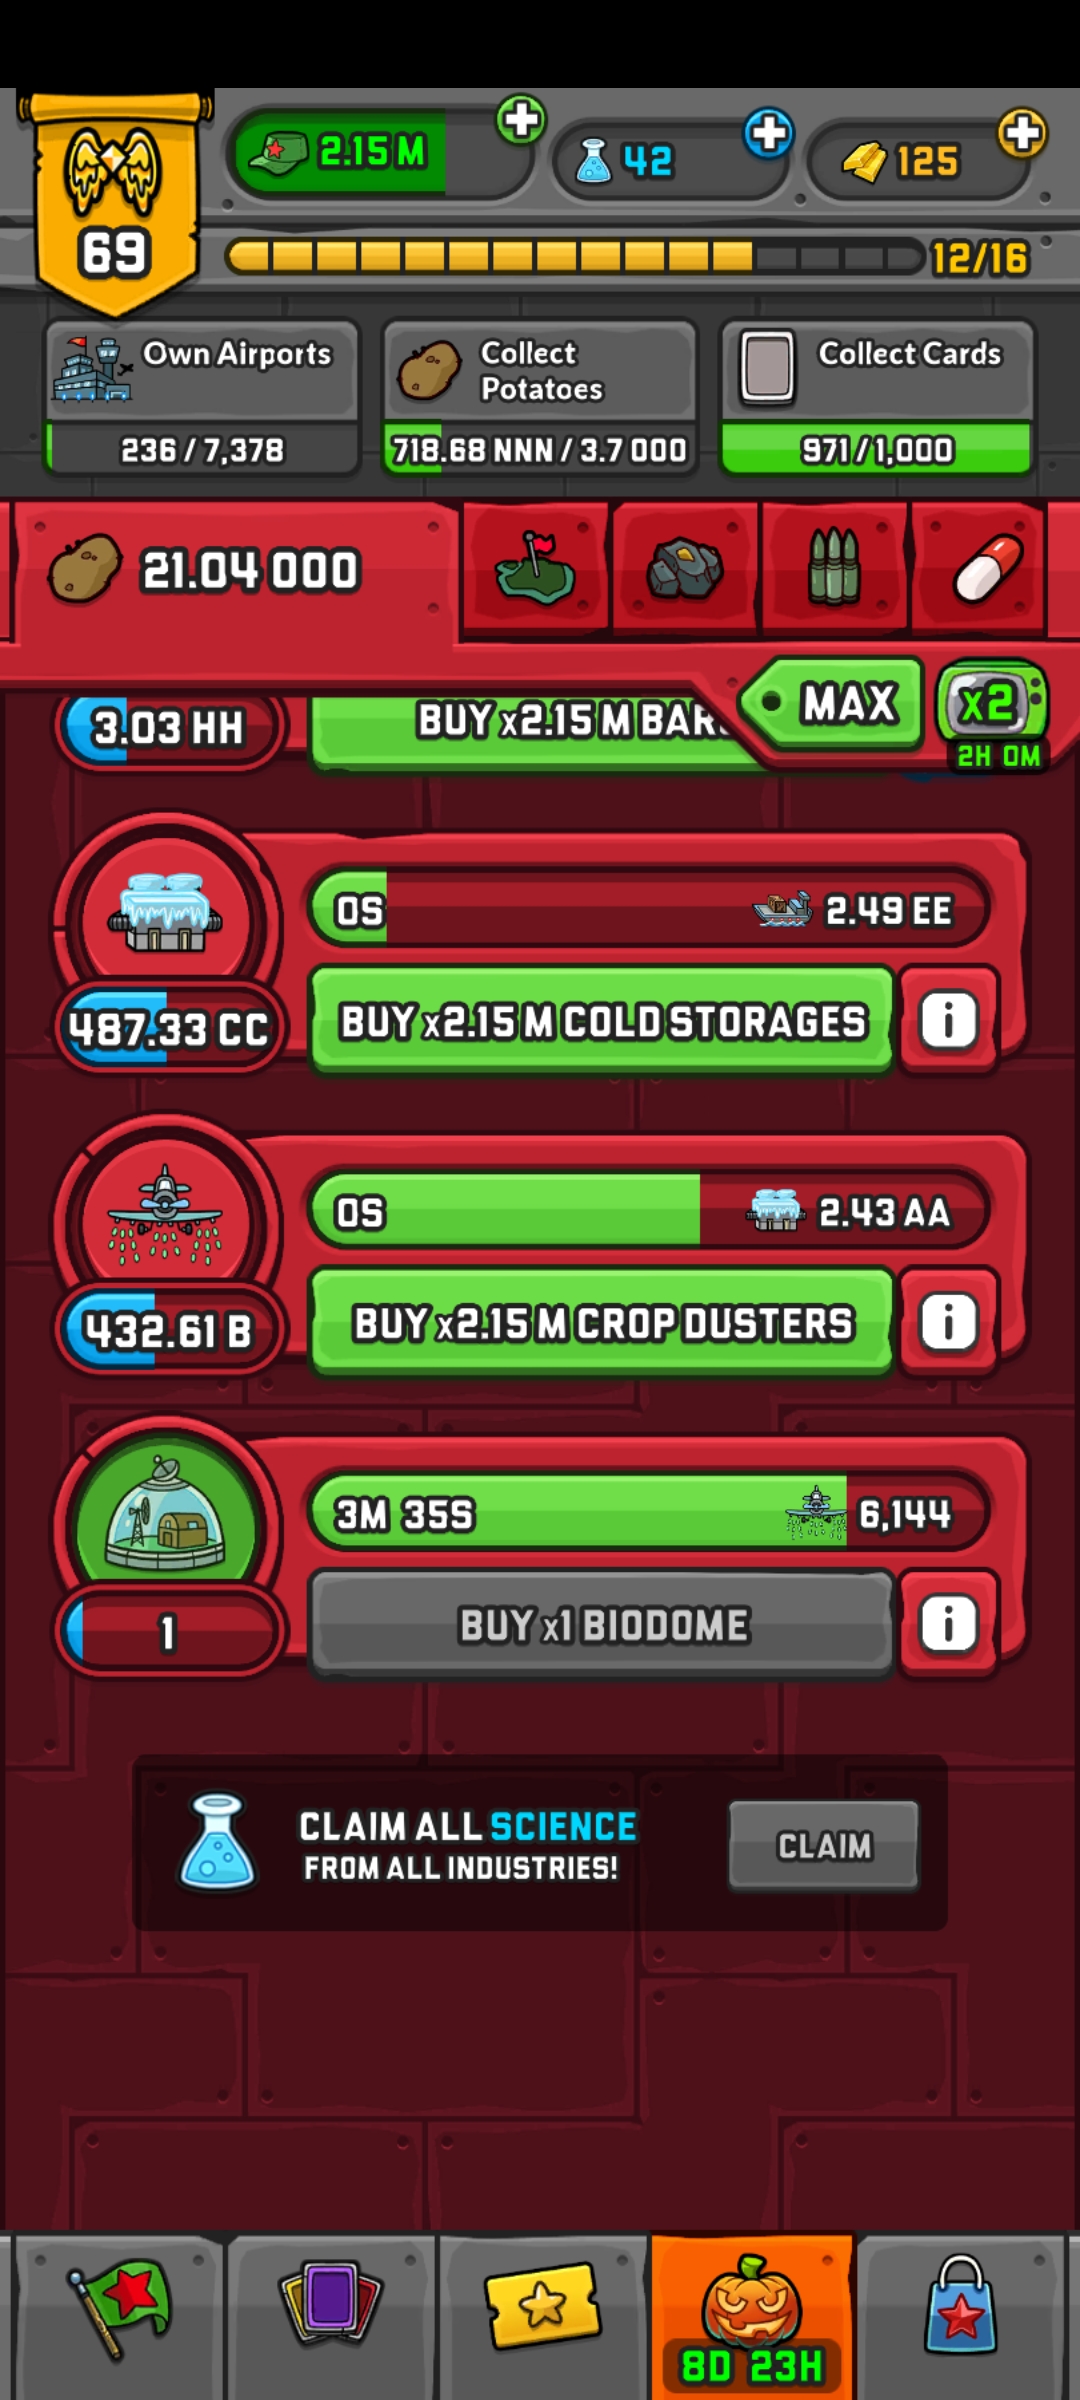 2.15 M
42
125
69
12/16
Own Airports
236 / 7,378
Collect
Potatoes
718.68 NNN / 3.7 OOO
Collect Cards
971 / 1,000
21.04 OOO
MAX
x2
2H 0M
3.03 HH
BUY x2.15 M BAR
0S
2.49 EE
487.33 CC
BUY x2.15 M COLD STORAGES
i
0S
2.43 AA
432.61 B
BUY x2.15 M CROP DUSTERS
i
3M 35S
6,144
1
BUY x1 BIODOME
i
CLAIM ALL SCIENCE
FROM ALL INDUSTRIES!
CLAIM
8D 23H